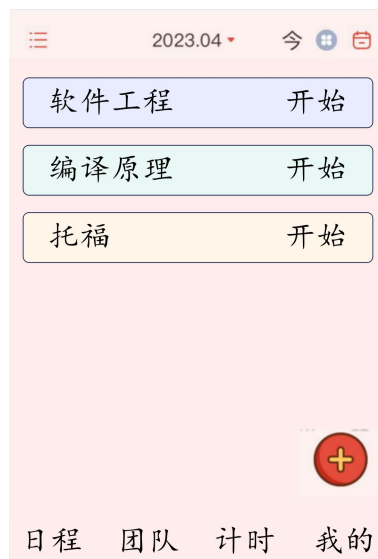 2023.04 今
软件工程 开始
编译原理 开始
托福 开始
日程 团队 计时 我的